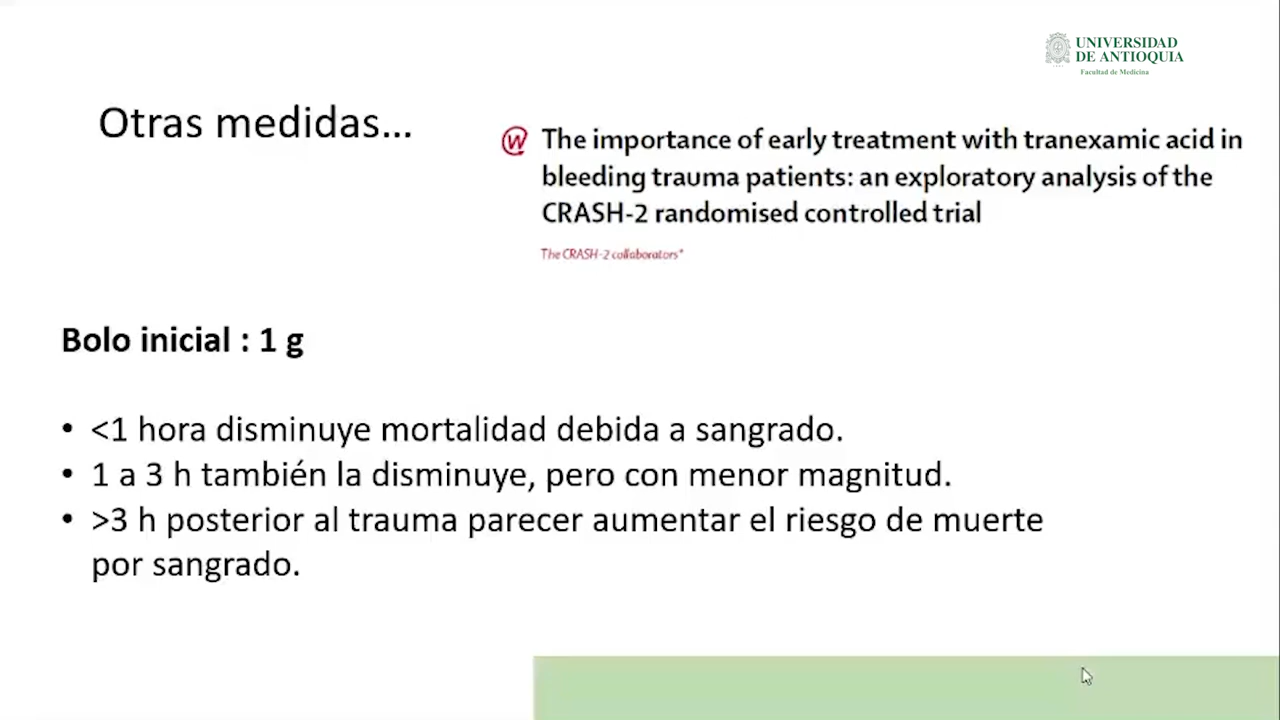 UNIVERSIDAD
DE ANTIOQUIA
Facultad de Medicina
Otras medidas...
The importance of early treatment with tranexamic acid in
bleeding trauma patients: an exploratory analysis of the
CRASH-2 randomised controlled trial
The CRASH-2 collaborators*
Bolo inicial : 1 g
• <1 hora disminuye mortalidad debida a sangrado.
• 1 a 3 h también la disminuye, pero con menor magnitud.
• >3 h posterior al trauma parecer aumentar el riesgo de muerte
por sangrado.